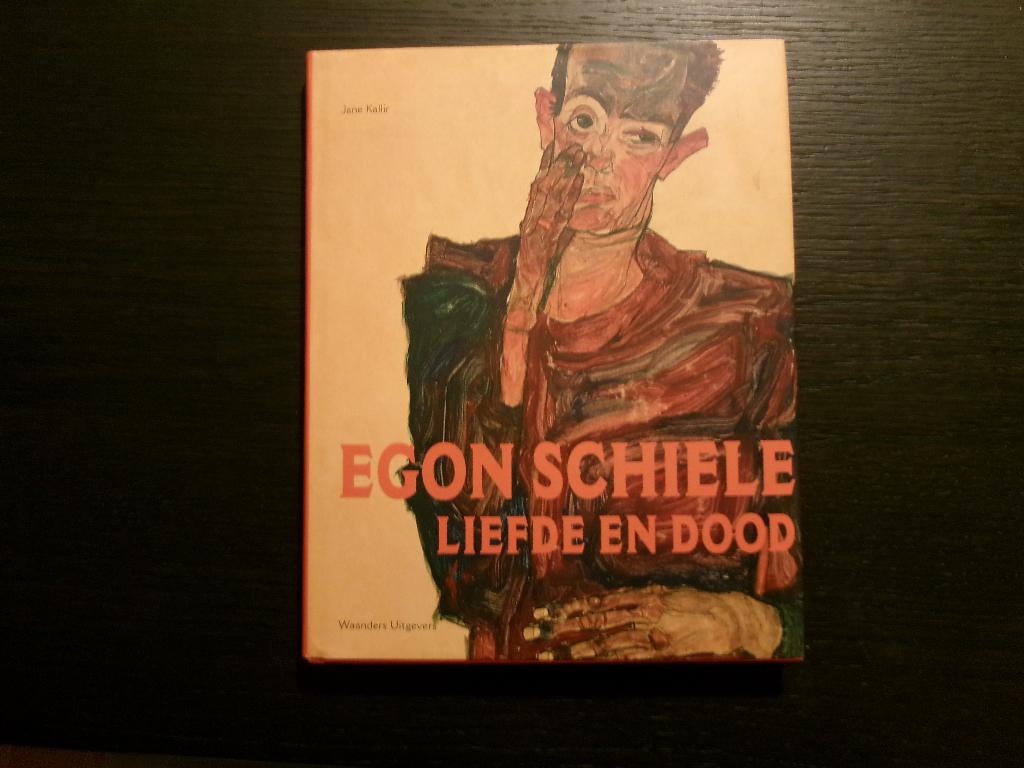 Jane Kallir
EGON SCHIELE
LIEFDE EN DOOD
Waanders Uitgevers